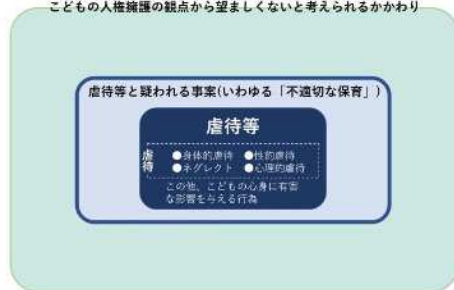 こどもの人権擁護の観点から望ましくないと考えられるかかわり
虐待等と疑われる事案(いわゆる「不適切な保育」)
虐待等
虐待
●身体的虐待 ●性的虐待
●ネグレクト ●心理的虐待
この他、こどもの心身に有害
な影響を与える行為